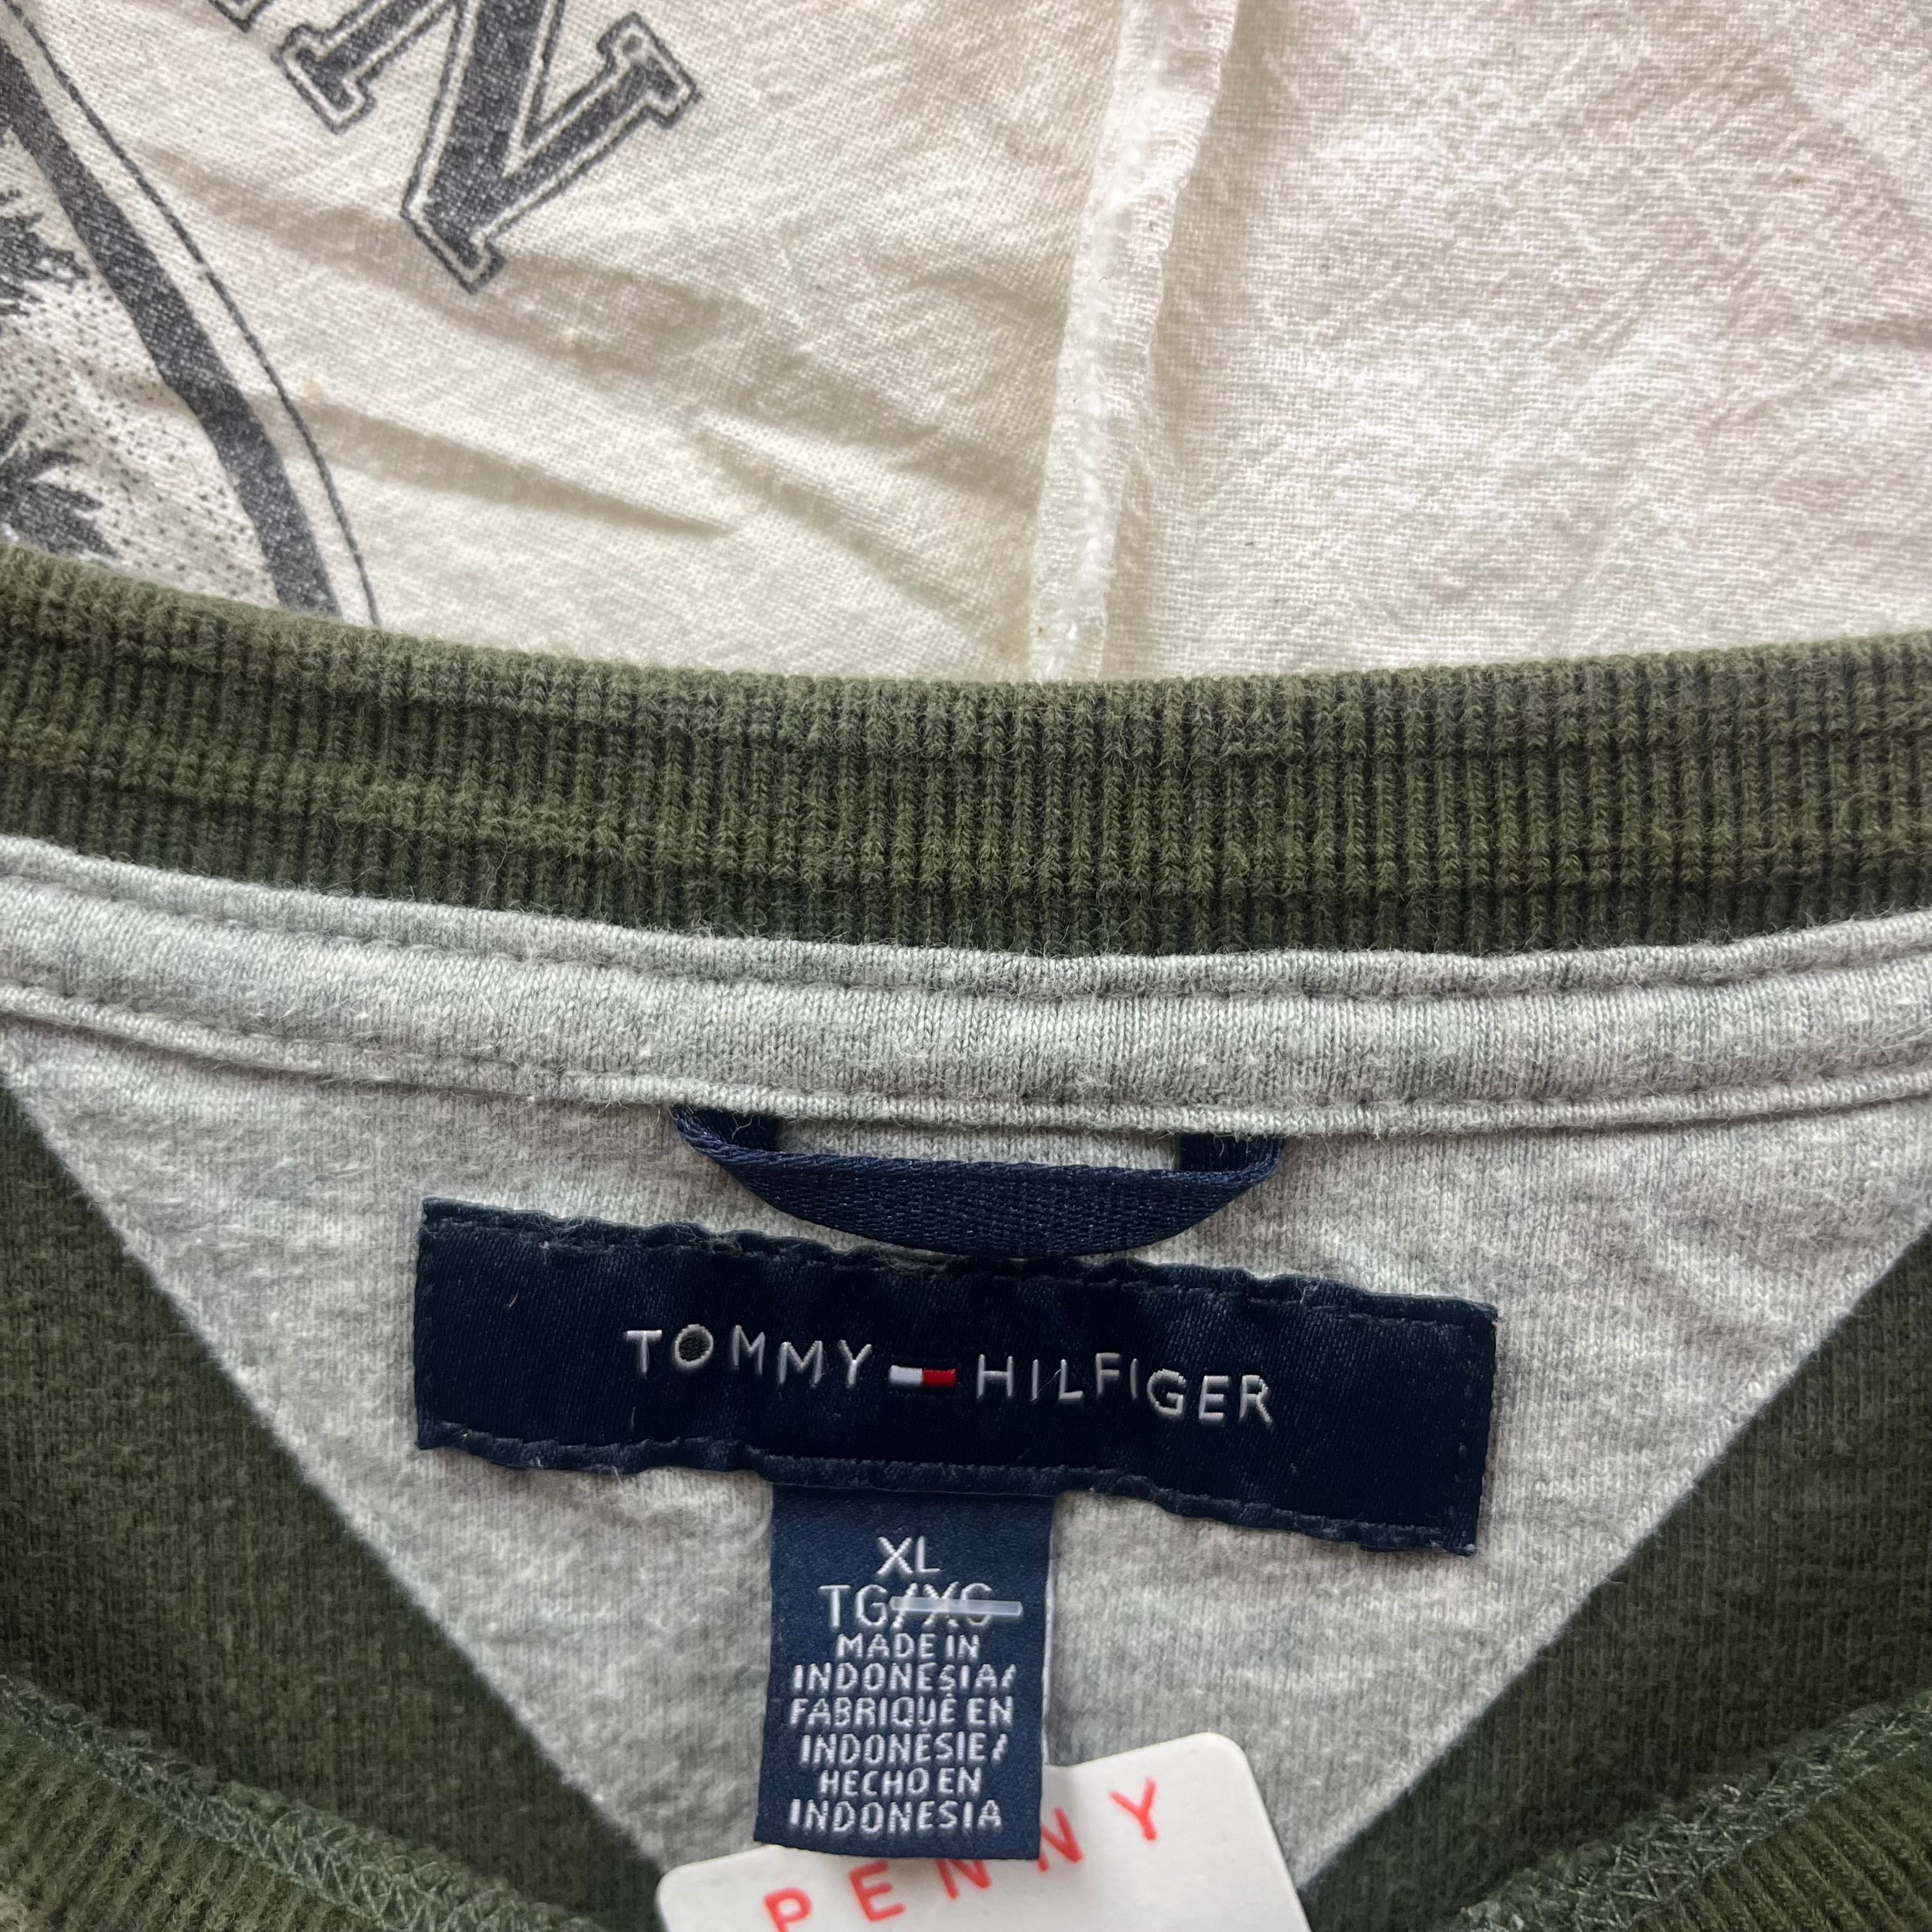 N
TOMMY HILFIGER
XL
TG/XG
MADE IN
INDONESIA/
FABRIQUÉ EN
INDONÉSIE/
HECHO EN
INDONESIA
PENNY